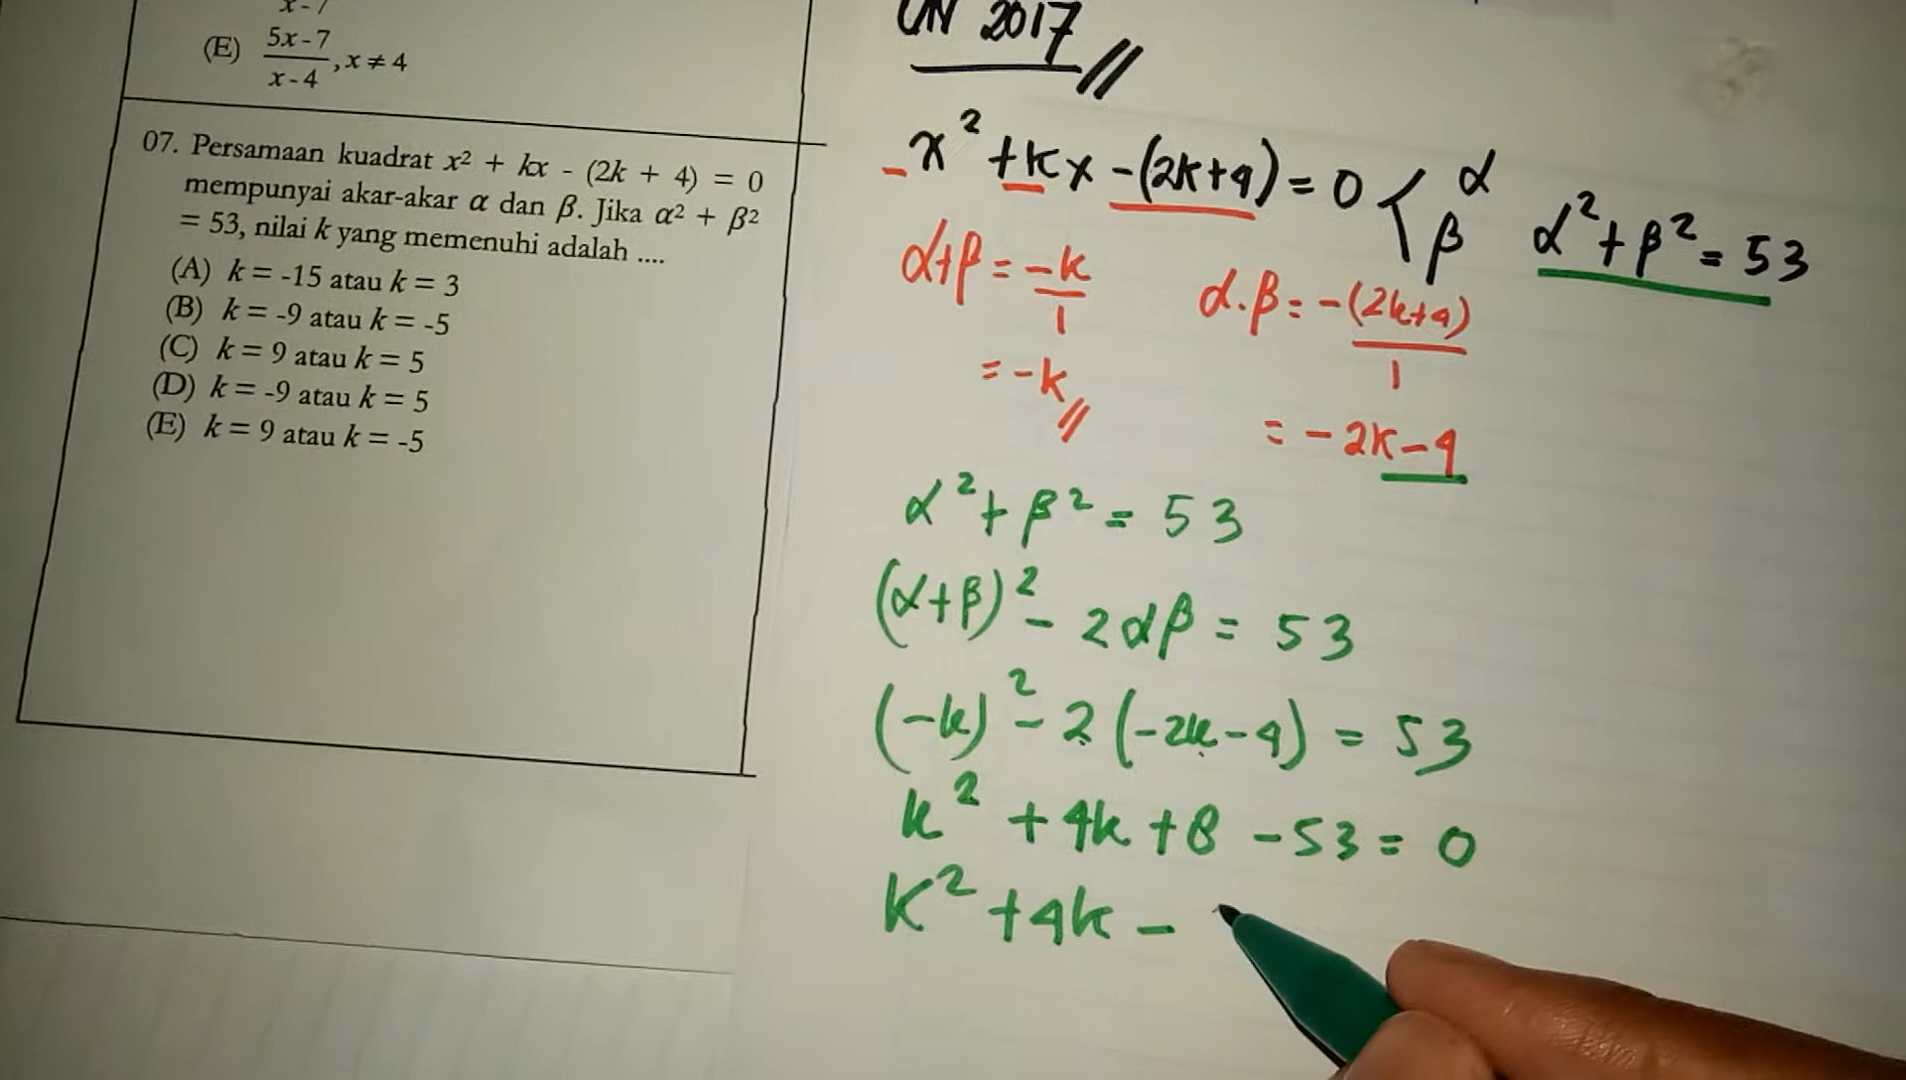 x - 7
(E) 5x - 7 / x - 4 , x ≠ 4
07. Persamaan kuadrat x² + kx - (2k + 4) = 0
mempunyai akar-akar α dan β. Jika α² + β²
= 53, nilai k yang memenuhi adalah ....
(A) k = -15 atau k = 3
(B) k = -9 atau k = -5
(C) k = 9 atau k = 5
(D) k = -9 atau k = 5
(E) k = 9 atau k = -5
UN 2017
x² + kx - (2k+4) = 0 < α β α² + β² = 53
α+β = -k / 1
= -k
α.β = -(2k+4) / 1
= -2k - 4
α² + β² = 53
(α+β)² - 2αβ = 53
(-k)² - 2(-2k-4) = 53
k² + 4k + 8 - 53 = 0
k² + 4k -